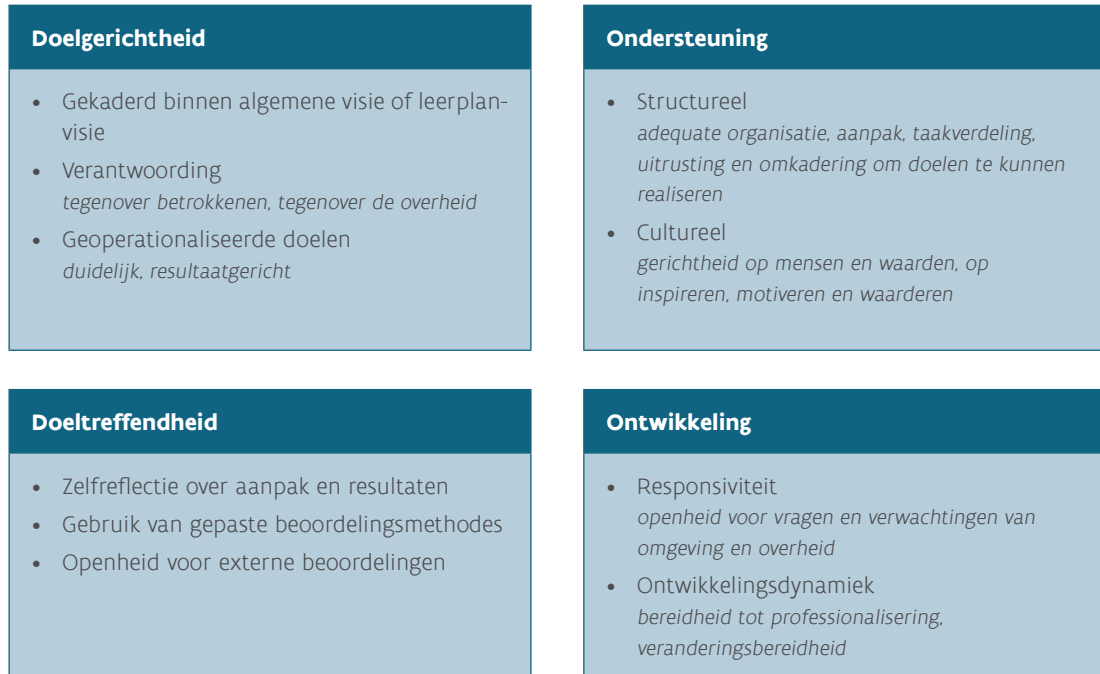 Doelgerichtheid
• Gekaderd binnen algemene visie of leerplan-
visie
• Verantwoording
tegenover betrokkenen, tegenover de overheid
• Geoperationaliseerde doelen
duidelijk, resultaatgericht
Ondersteuning
• Structureel
adequate organisatie, aanpak, taakverdeling,
uitrusting en omkadering om doelen te kunnen
realiseren
• Cultureel
gerichtheid op mensen en waarden, op
inspireren, motiveren en waarderen
Doeltreffendheid
• Zelfreflectie over aanpak en resultaten
• Gebruik van gepaste beoordelingsmethodes
• Openheid voor externe beoordelingen
Ontwikkeling
• Responsiviteit
openheid voor vragen en verwachtingen van
omgeving en overheid
• Ontwikkelingsdynamiek
bereidheid tot professionalisering,
veranderingsbereidheid